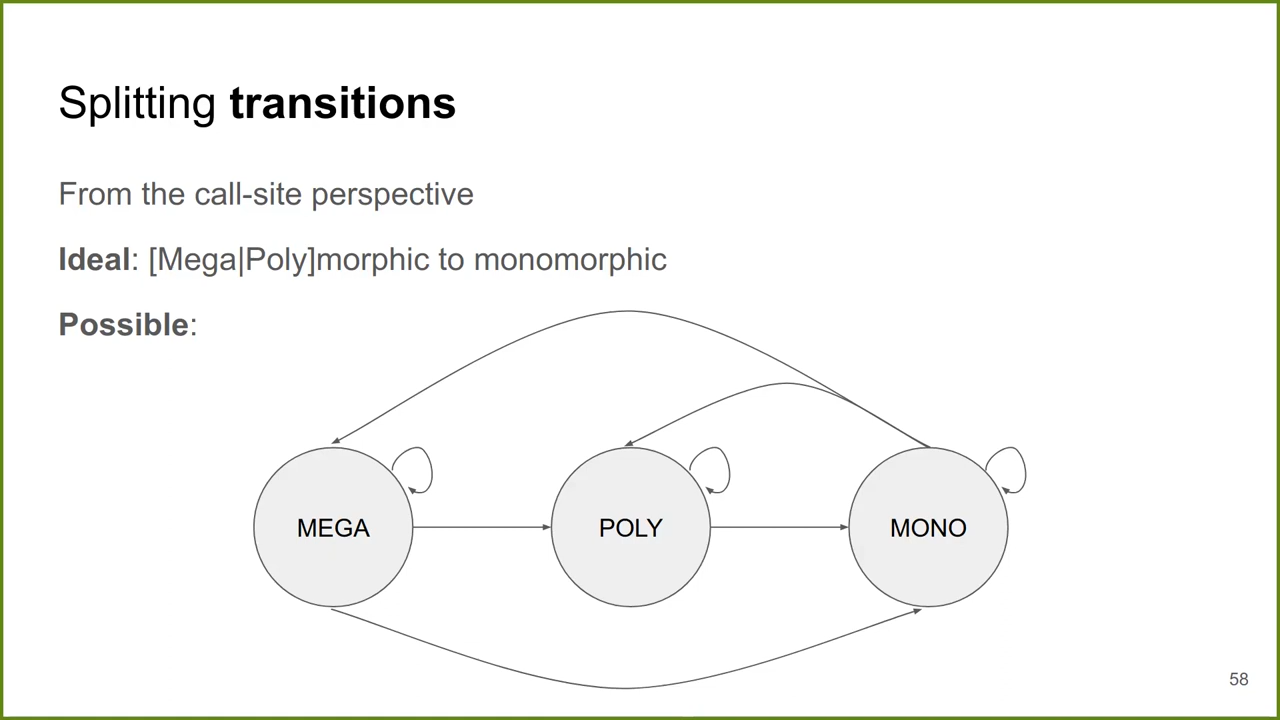 Splitting transitions
From the call-site perspective
Ideal: [Mega|Poly]morphic to monomorphic
Possible:
MEGA
POLY
MONO
58